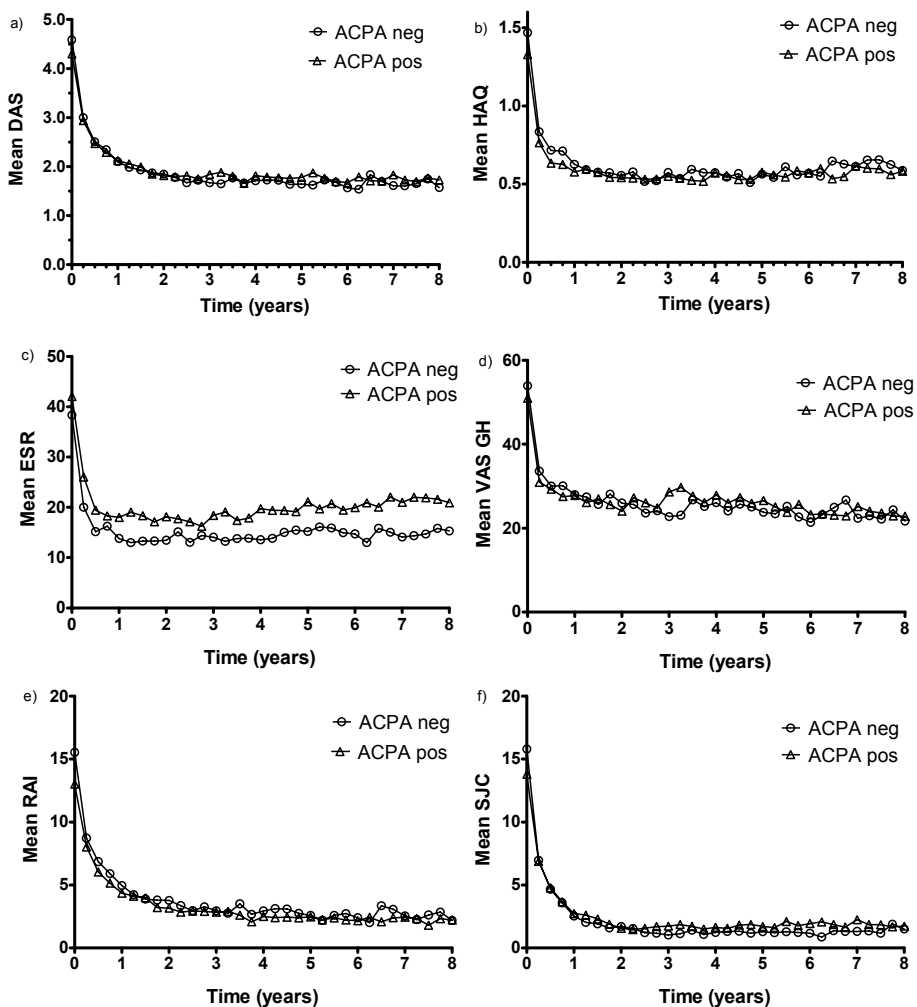 a)
ACPA neg
ACPA pos
Mean DAS
5.0
4.0
3.0
2.0
1.0
0.0
0 1 2 3 4 5 6 7 8
Time (years)
b)
ACPA neg
ACPA pos
Mean HAQ
1.5
1.0
0.5
0.0
0 1 2 3 4 5 6 7 8
Time (years)
c)
ACPA neg
ACPA pos
Mean ESR
50
40
30
20
10
0
0 1 2 3 4 5 6 7 8
Time (years)
d)
ACPA neg
ACPA pos
Mean VAS GH
60
40
20
0
0 1 2 3 4 5 6 7 8
Time (years)
e)
ACPA neg
ACPA pos
Mean RAI
20
15
10
5
0
0 1 2 3 4 5 6 7 8
Time (years)
f)
ACPA neg
ACPA pos
Mean SJC
20
15
10
5
0
0 1 2 3 4 5 6 7 8
Time (years)